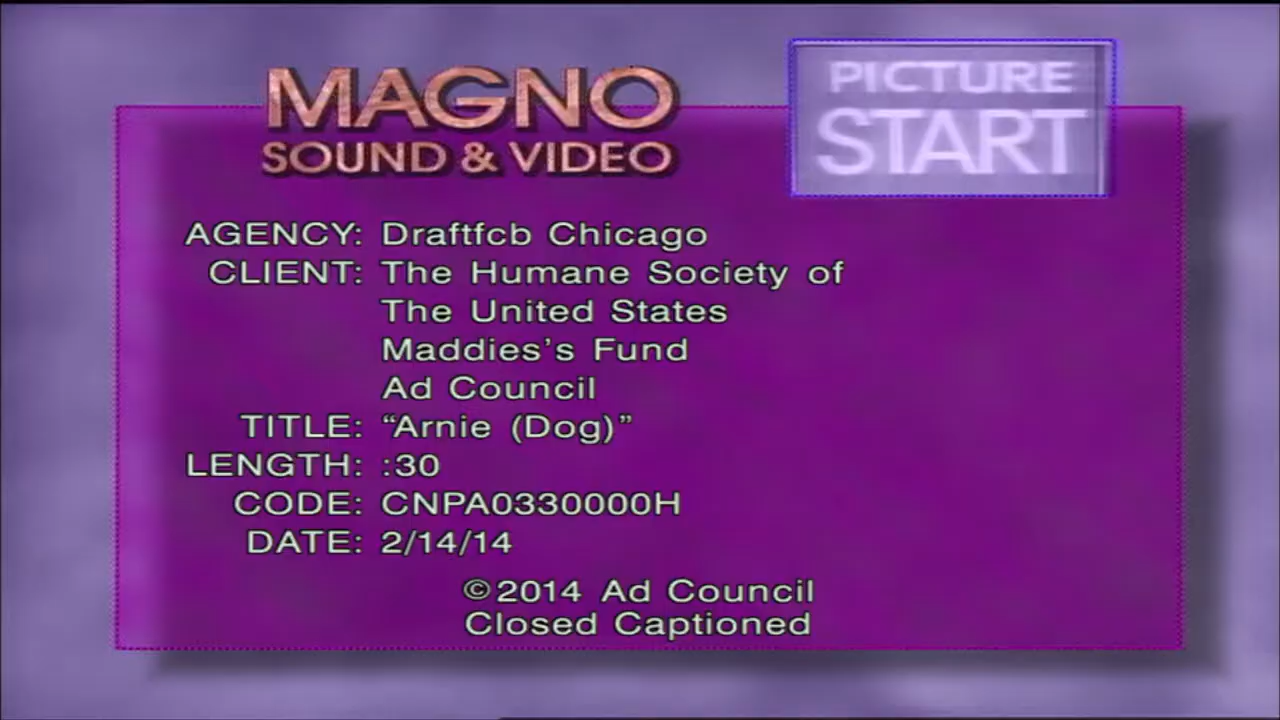 MAGNO
SOUND & VIDEO
PICTURE
START
AGENCY: Draftfcb Chicago
CLIENT: The Humane Society of
The United States
Maddies's Fund
Ad Council
TITLE: “Arnie (Dog)”
LENGTH: :30
CODE: CNPA0330000H
DATE: 2/14/14
©2014 Ad Council
Closed Captioned